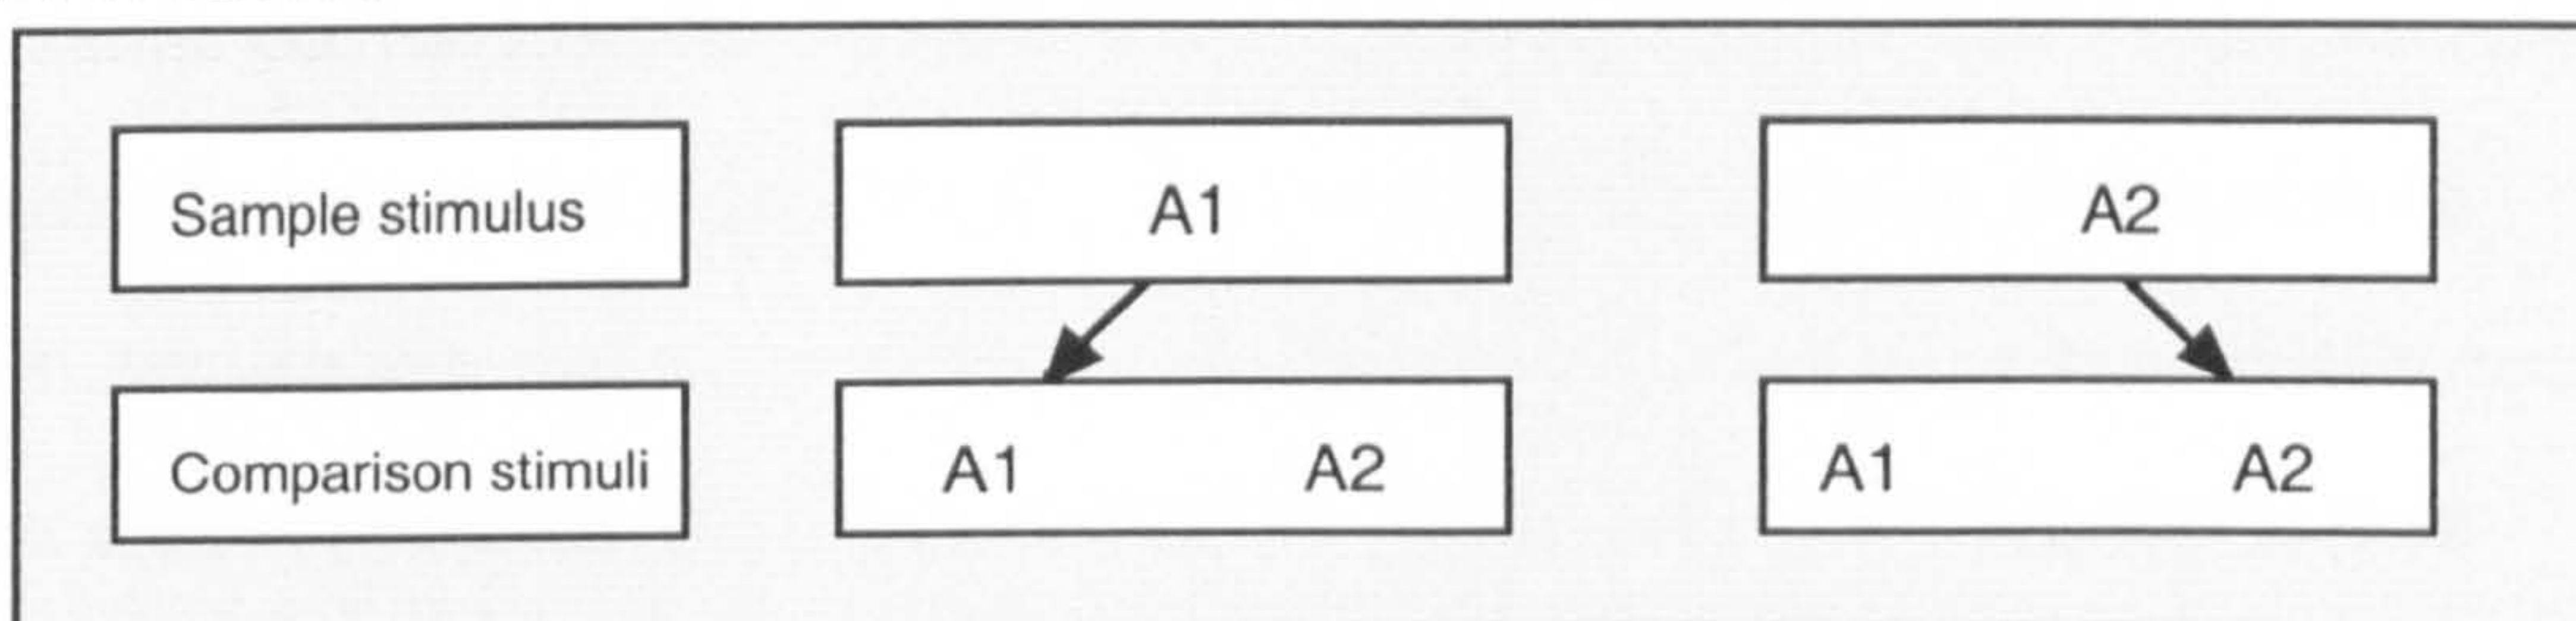 Sample stimulus
A1
A2
Comparison stimuli
A1 A2
A1 A2